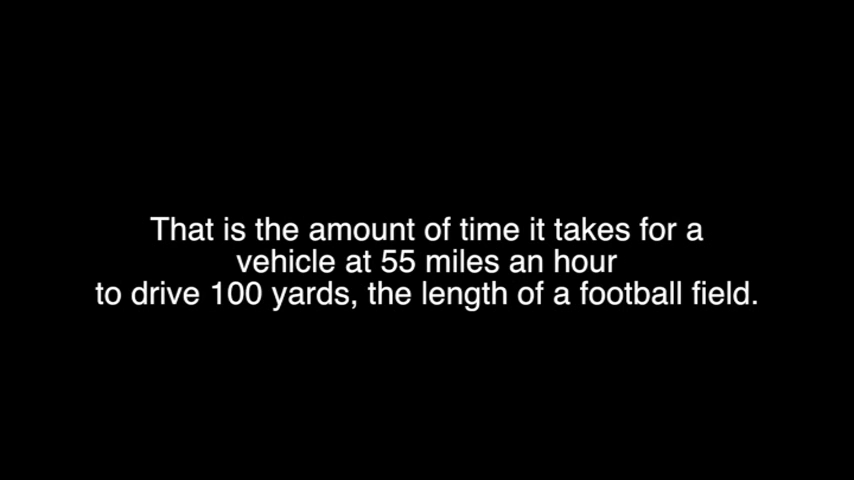 That is the amount of time it takes for a
vehicle at 55 miles an hour
to drive 100 yards, the length of a football field.